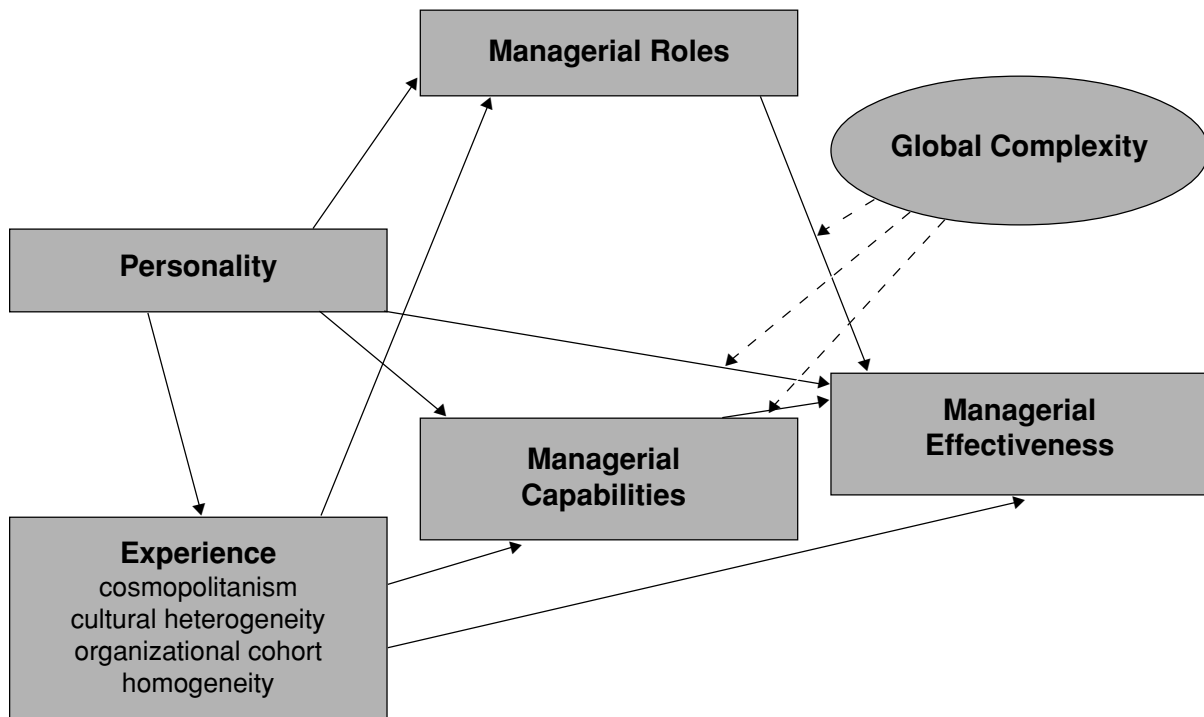 Managerial Roles
Global Complexity
Personality
Managerial
Effectiveness
Managerial
Capabilities
Experience
cosmopolitanism
cultural heterogeneity
organizational cohort
homogeneity